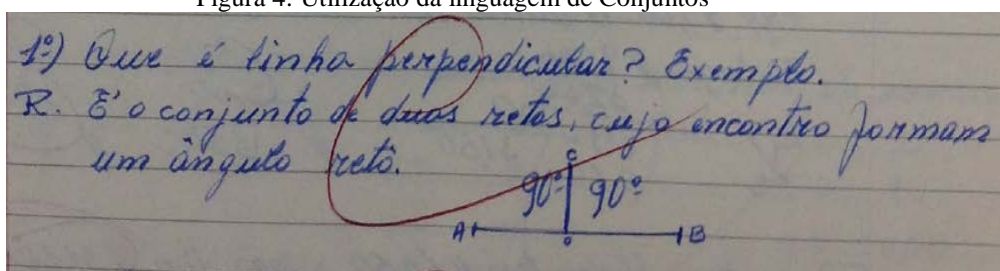 Figura 4: Utilização da linguagem de Conjuntos
1º) Que é linha perpendicular? Exemplo.
R. É o conjunto de duas retas, cujo encontro formam
um ângulo reto.
C
90º 90º
A B
o